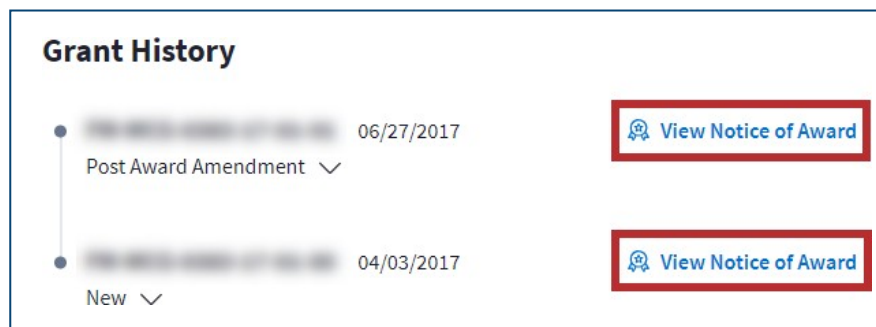 Grant History
06/27/2017 View Notice of Award
Post Award Amendment
04/03/2017 View Notice of Award
New